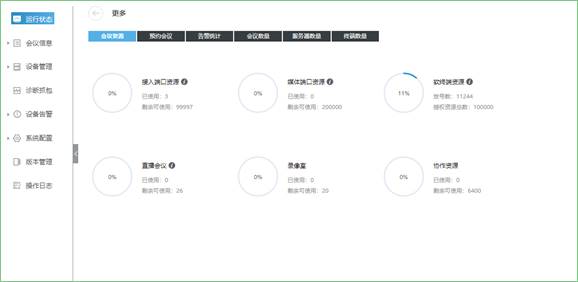 运行状态
会议信息
设备管理
诊断抓包
设备告警
系统配置
版本管理
操作日志
更多
会议资源 预约会议 告警统计 会议数量 服务器数量 终端数量
0%
接入端口资源
已使用: 3
剩余可使用: 99997
0%
媒体端口资源
已使用: 0
剩余可使用: 200000
11%
软终端资源
放号数: 11244
授权资源总数: 100000
0%
直播会议
已使用: 0
剩余可使用: 26
0%
录像室
已使用: 0
剩余可使用: 20
0%
协作资源
已使用: 0
剩余可使用: 6400